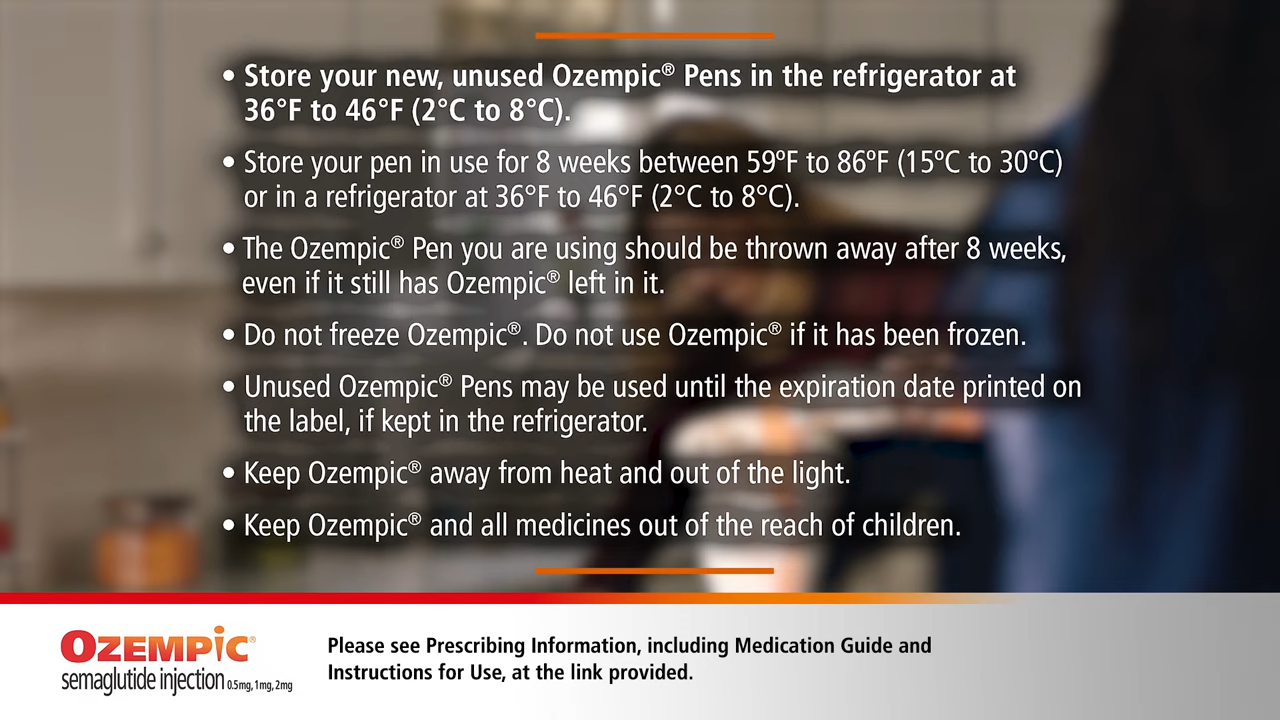 • Store your new, unused Ozempic® Pens in the refrigerator at
36°F to 46°F (2°C to 8°C).
• Store your pen in use for 8 weeks between 59ºF to 86ºF (15ºC to 30ºC)
or in a refrigerator at 36°F to 46°F (2°C to 8°C).
• The Ozempic® Pen you are using should be thrown away after 8 weeks,
even if it still has Ozempic® left in it.
• Do not freeze Ozempic®. Do not use Ozempic® if it has been frozen.
• Unused Ozempic® Pens may be used until the expiration date printed on
the label, if kept in the refrigerator.
• Keep Ozempic® away from heat and out of the light.
• Keep Ozempic® and all medicines out of the reach of children.
OZEMPIC®
semaglutide injection 0.5mg, 1mg, 2mg
Please see Prescribing Information, including Medication Guide and
Instructions for Use, at the link provided.